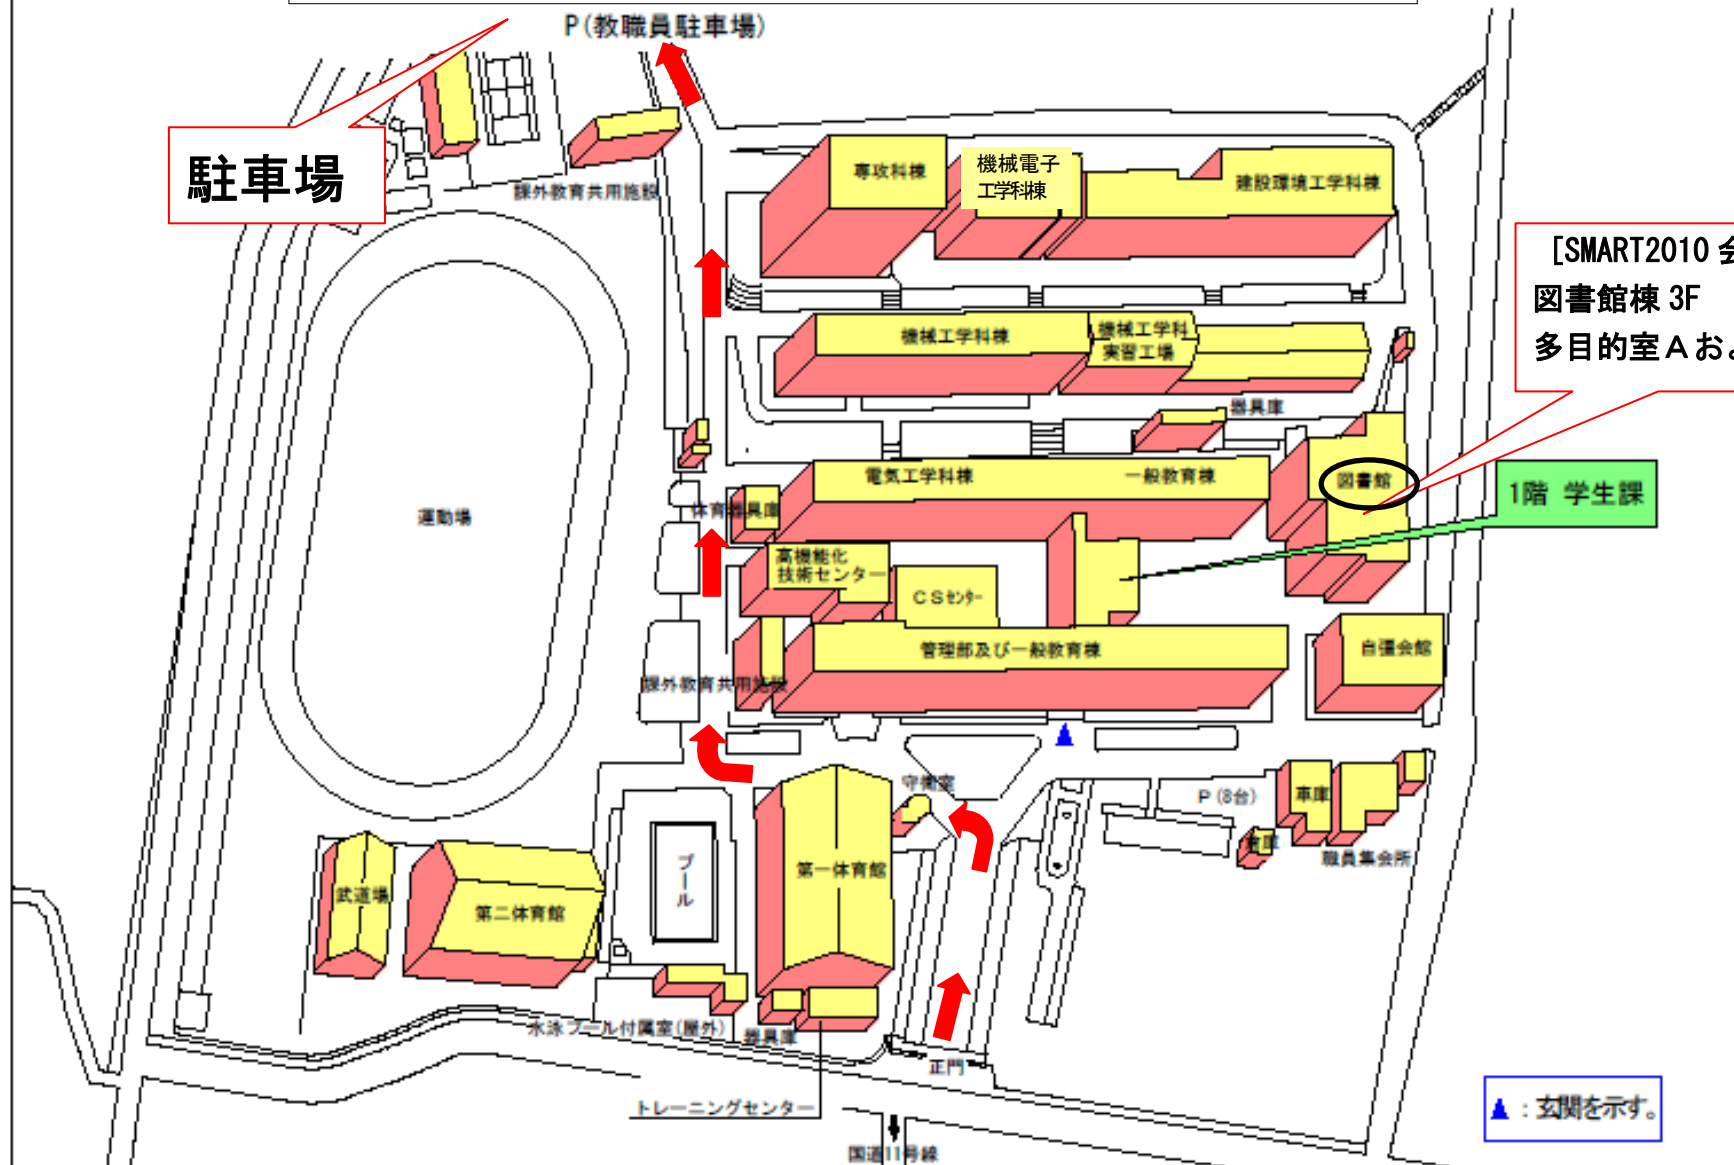 P(教職員駐車場)
駐車場
課外教育共用施設
専攻科棟
機械電子
工学科棟
建設環境工学科棟
[SMART2010 会
図書館棟 3F
多目的室Aおよ
機械工学科棟
機械工学科
実習工場
器具庫
電気工学科棟
一般教育棟
図書館
1階 学生課
運動場
体育器具庫
高機能化
技術センター
CSセンター
管理部及び一般教育棟
自彊会館
課外教育共用施設
守衛室
P(8台)
車庫
倉庫
職員集会所
プール
第一体育館
武道場
第二体育館
水泳プール付属室(屋外)
器具庫
正門
トレーニングセンター
▲:玄関を示す。
国道11号線